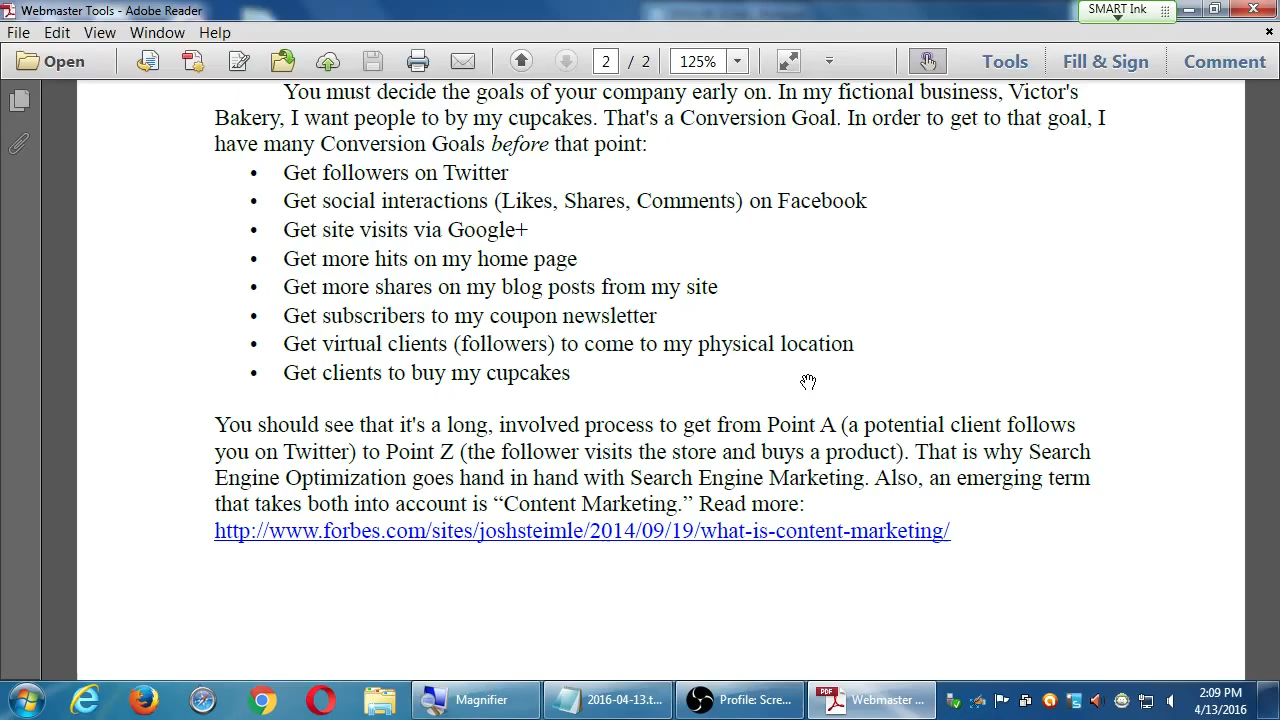 Webmaster Tools - Adobe Reader
SMART Ink
File Edit View Window Help
Open
2 / 2
125%
Tools
Fill & Sign
Comment
You must decide the goals of your company early on. In my fictional business, Victor's
Bakery, I want people to by my cupcakes. That's a Conversion Goal. In order to get to that goal, I
have many Conversion Goals before that point:
• Get followers on Twitter
• Get social interactions (Likes, Shares, Comments) on Facebook
• Get site visits via Google+
• Get more hits on my home page
• Get more shares on my blog posts from my site
• Get subscribers to my coupon newsletter
• Get virtual clients (followers) to come to my physical location
• Get clients to buy my cupcakes
You should see that it's a long, involved process to get from Point A (a potential client follows
you on Twitter) to Point Z (the follower visits the store and buys a product). That is why Search
Engine Optimization goes hand in hand with Search Engine Marketing. Also, an emerging term
that takes both into account is “Content Marketing.” Read more:
http://www.forbes.com/sites/joshsteimle/2014/09/19/what-is-content-marketing/
Magnifier
2016-04-13.t...
Profile: Scre...
PDF
Webmaster ...
2:09 PM
4/13/2016